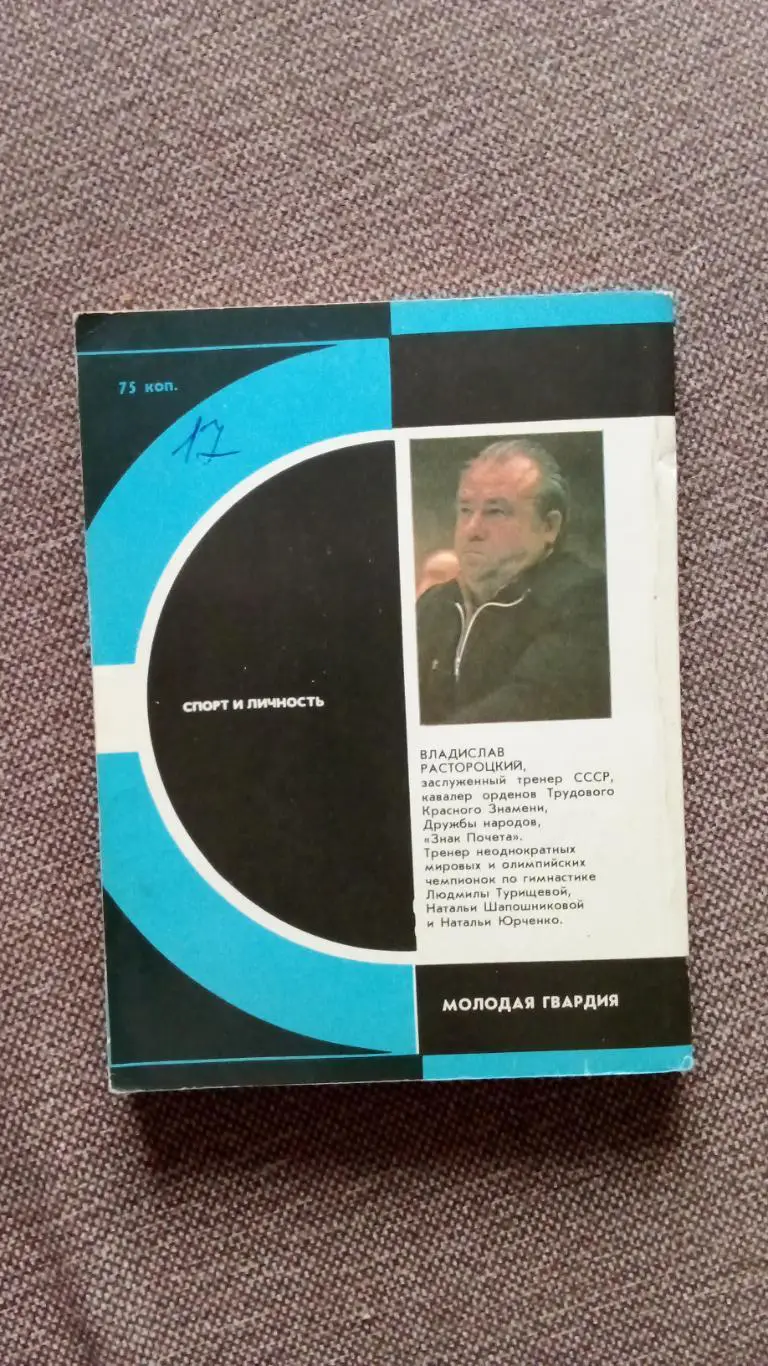 75 коп.
17
СПОРТ И ЛИЧНОСТЬ
ВЛАДИСЛАВ
РАСТОРОЦКИЙ,
заслуженный тренер СССР,
кавалер орденов Трудового
Красного Знамени,
Дружбы народов,
«Знак Почета».
Тренер неоднократных
мировых и олимпийских
чемпионок по гимнастике
Людмилы Турищевой,
Натальи Шапошниковой
и Натальи Юрченко.
МОЛОДАЯ ГВАРДИЯ